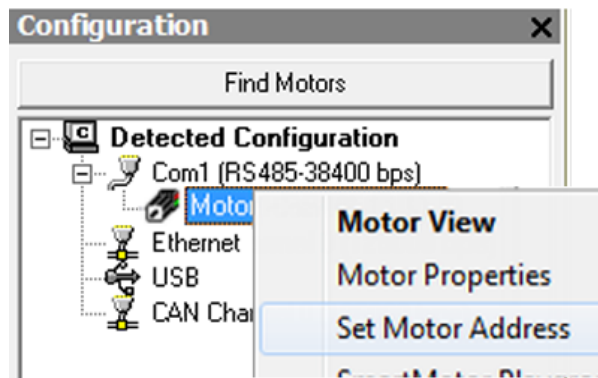 Configuration
Find Motors
Detected Configuration
Com1 (RS485-38400 bps)
Motor
Ethernet
USB
CAN Chan
Motor View
Motor Properties
Set Motor Address